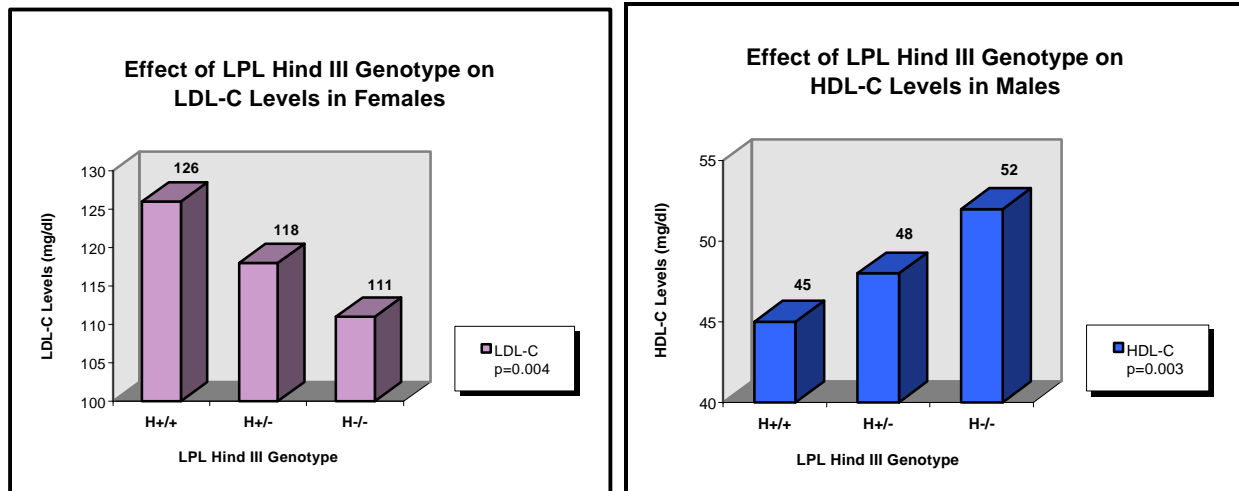 Effect of LPL Hind III Genotype on
LDL-C Levels in Females
LDL-C Levels (mg/dl)
130
125
120
115
110
105
100
126
118
111
H+/+
H+/-
H-/-
LPL Hind III Genotype
LDL-C
p=0.004
Effect of LPL Hind III Genotype on
HDL-C Levels in Males
HDL-C Levels (mg/dl)
55
50
45
40
45
48
52
H+/+
H+/-
H-/-
LPL Hind III Genotype
HDL-C
p=0.003